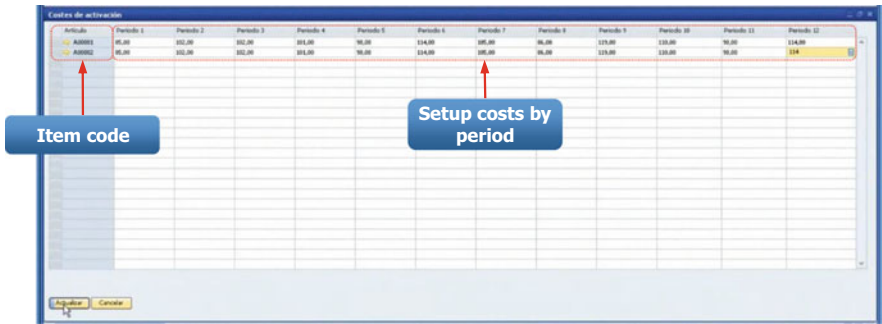 Costes de activación
Artículo Periodo 1 Periodo 2 Periodo 3 Periodo 4 Periodo 5 Periodo 6 Periodo 7 Periodo 8 Periodo 9 Periodo 10 Periodo 11 Periodo 12
A00001 85,00 102,00 102,00 101,00 98,00 114,00 105,00 86,00 119,00 110,00 98,00 114,00
A00002 85,00 102,00 102,00 101,00 98,00 114,00 105,00 86,00 119,00 110,00 98,00 114
Item code
Setup costs by
period
Actualizar Cancelar